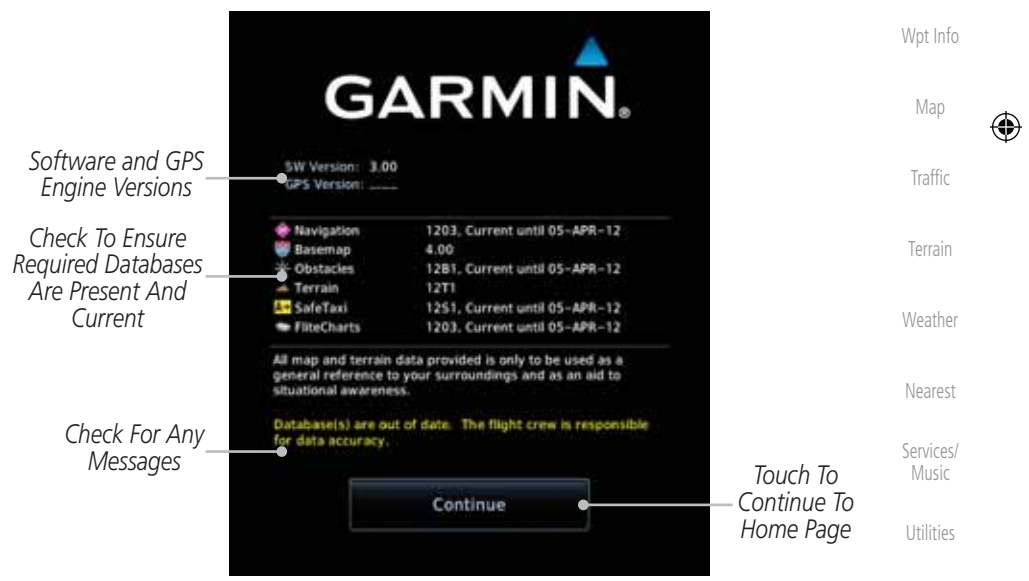 GARMIN®
Software and GPS
Engine Versions
SW Version: 3.00
GPS Version: ____
Check To Ensure
Required Databases
Are Present And
Current
Navigation 1203, Current until 05-APR-12
Basemap 4.00
Obstacles 12B1, Current until 05-APR-12
Terrain 12T1
SafeTaxi 12S1, Current until 05-APR-12
FliteCharts 1203, Current until 05-APR-12
All map and terrain data provided is only to be used as a
general reference to your surroundings and as an aid to
situational awareness.
Check For Any
Messages
Database(s) are out of date. The flight crew is responsible
for data accuracy.
Continue
Touch To
Continue To
Home Page
Wpt Info
Map
Traffic
Terrain
Weather
Nearest
Services/
Music
Utilities